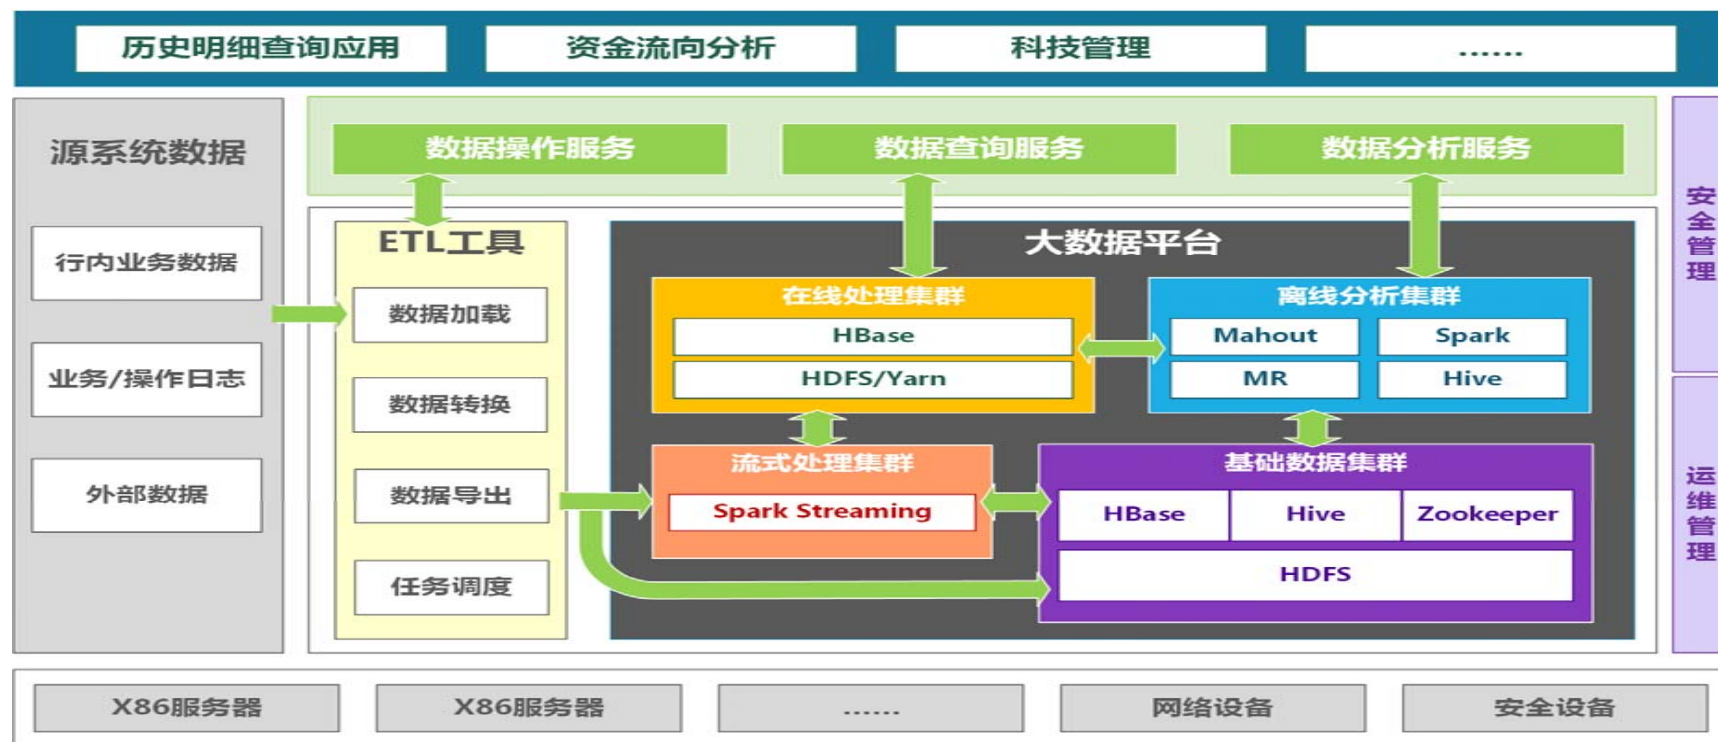 历史明细查询应用
资金流向分析
科技管理
......
源系统数据
行内业务数据
业务/操作日志
外部数据
数据操作服务
数据查询服务
数据分析服务
ETL工具
数据加载
数据转换
数据导出
任务调度
大数据平台
在线处理集群
HBase
HDFS/Yarn
离线分析集群
Mahout
Spark
MR
Hive
流式处理集群
Spark Streaming
基础数据集群
HBase
Hive
Zookeeper
HDFS
安全管理
运维管理
X86服务器
X86服务器
......
网络设备
安全设备